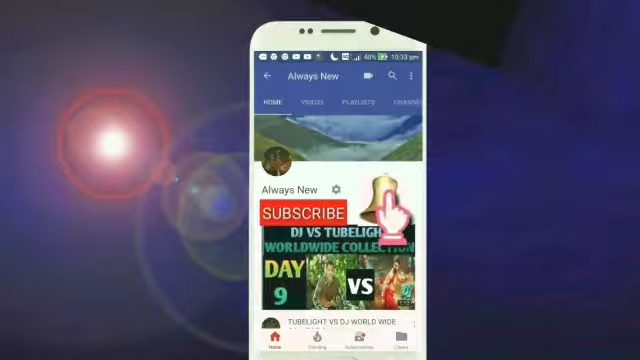 40% 10:33 pm
Always New
HOME VIDEOS PLAYLISTS CHANNE
Always New
SUBSCRIBE
DJ VS TUBELIGH
WORLDWIDE COLLECTION
DAY
9
VS
TUBELIGHT VS DJ WORLD WIDE
Home Trending Subscriptions Library